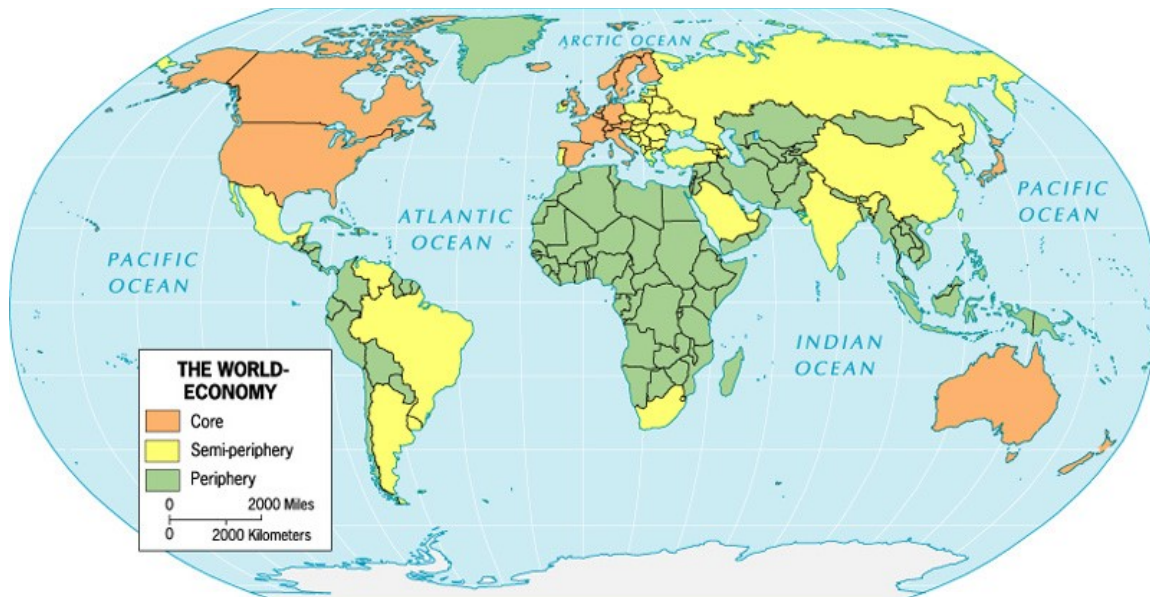 ARCTIC OCEAN
ATLANTIC
OCEAN
PACIFIC
OCEAN
PACIFIC
OCEAN
INDIAN
OCEAN
THE WORLD-
ECONOMY
Core
Semi-periphery
Periphery
0 2000 Miles
0 2000 Kilometers